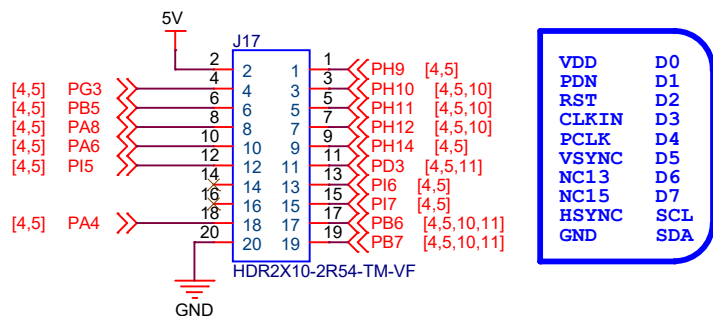 5V
J17
2 2 1 1 PH9 [4,5]
[4,5] PG3 4 4 3 3 PH10 [4,5,10]
[4,5] PB5 6 6 5 5 PH11 [4,5,10]
[4,5] PA8 8 8 7 7 PH12 [4,5,10]
[4,5] PA6 10 10 9 9 PH14 [4,5]
[4,5] PI5 12 12 11 11 PD3 [4,5,11]
14 14 13 13 PI6 [4,5]
16 16 15 15 PI7 [4,5]
[4,5] PA4 18 18 17 17 PB6 [4,5,10,11]
20 20 19 19 PB7 [4,5,10,11]
HDR2X10-2R54-TM-VF
GND
VDD D0
PDN D1
RST D2
CLKIN D3
PCLK D4
VSYNC D5
NC13 D6
NC15 D7
HSYNC SCL
GND SDA